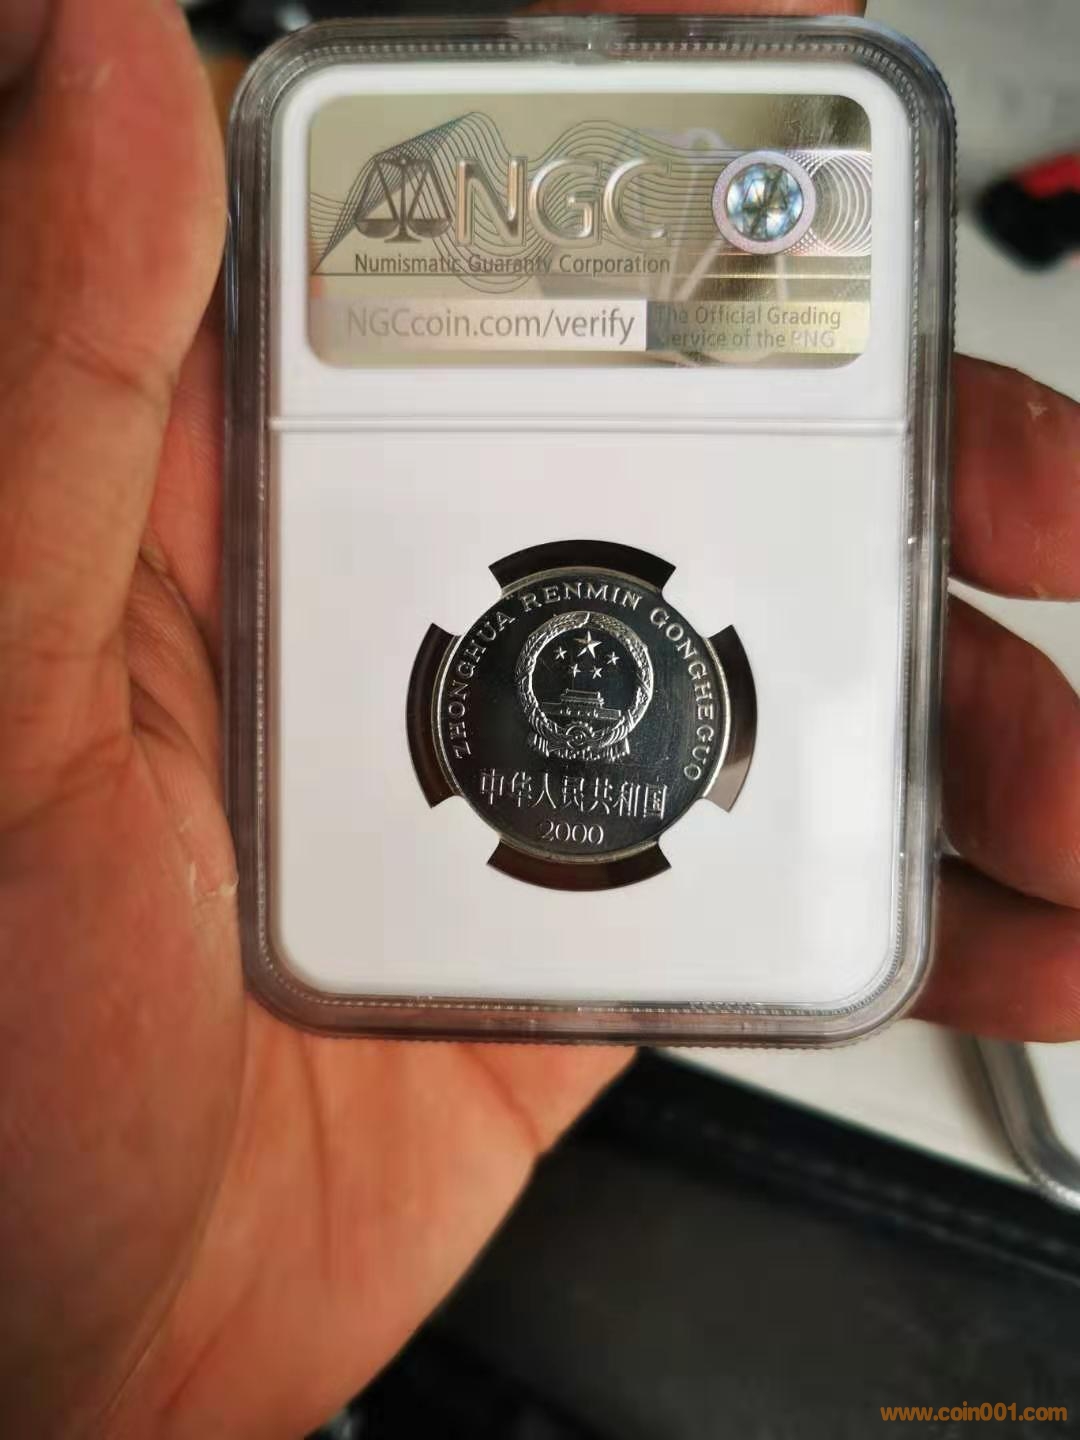 NGC
Numismatic Guaranty Corporation
NGCcoin.com/verify
The Official Grading
Service of the PNG
ZHONGHUA RENMIN GONGHEGUO
中华人民共和国
2000
www.coin001.com